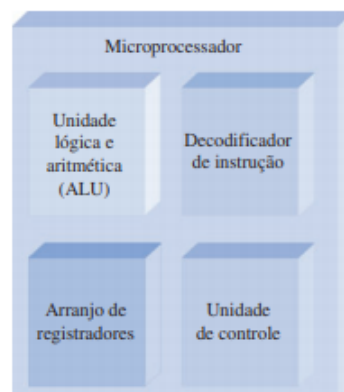 Microprocessador
Unidade
lógica e
aritmética
(ALU)
Decodificador
de instrução
Arranjo de
registradores
Unidade
de controle